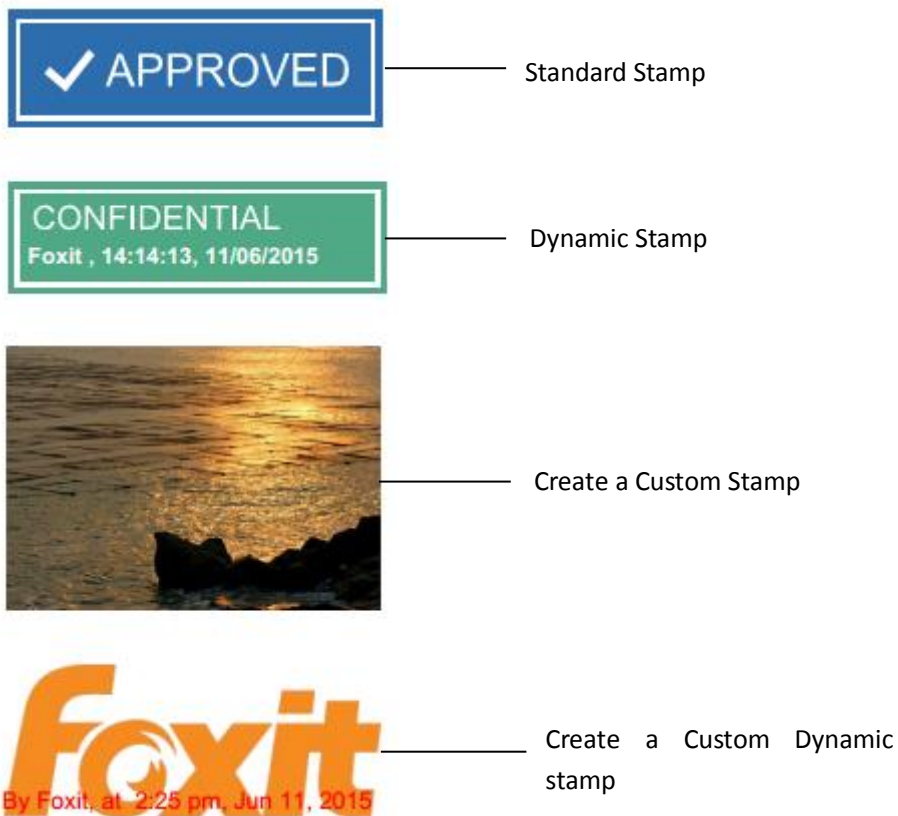 APPROVED
Standard Stamp
CONFIDENTIAL
Foxit , 14:14:13, 11/06/2015
Dynamic Stamp
Create a Custom Stamp
foxit
By Foxit, at 2:25 pm, Jun 11, 2015
Create a Custom Dynamic
stamp